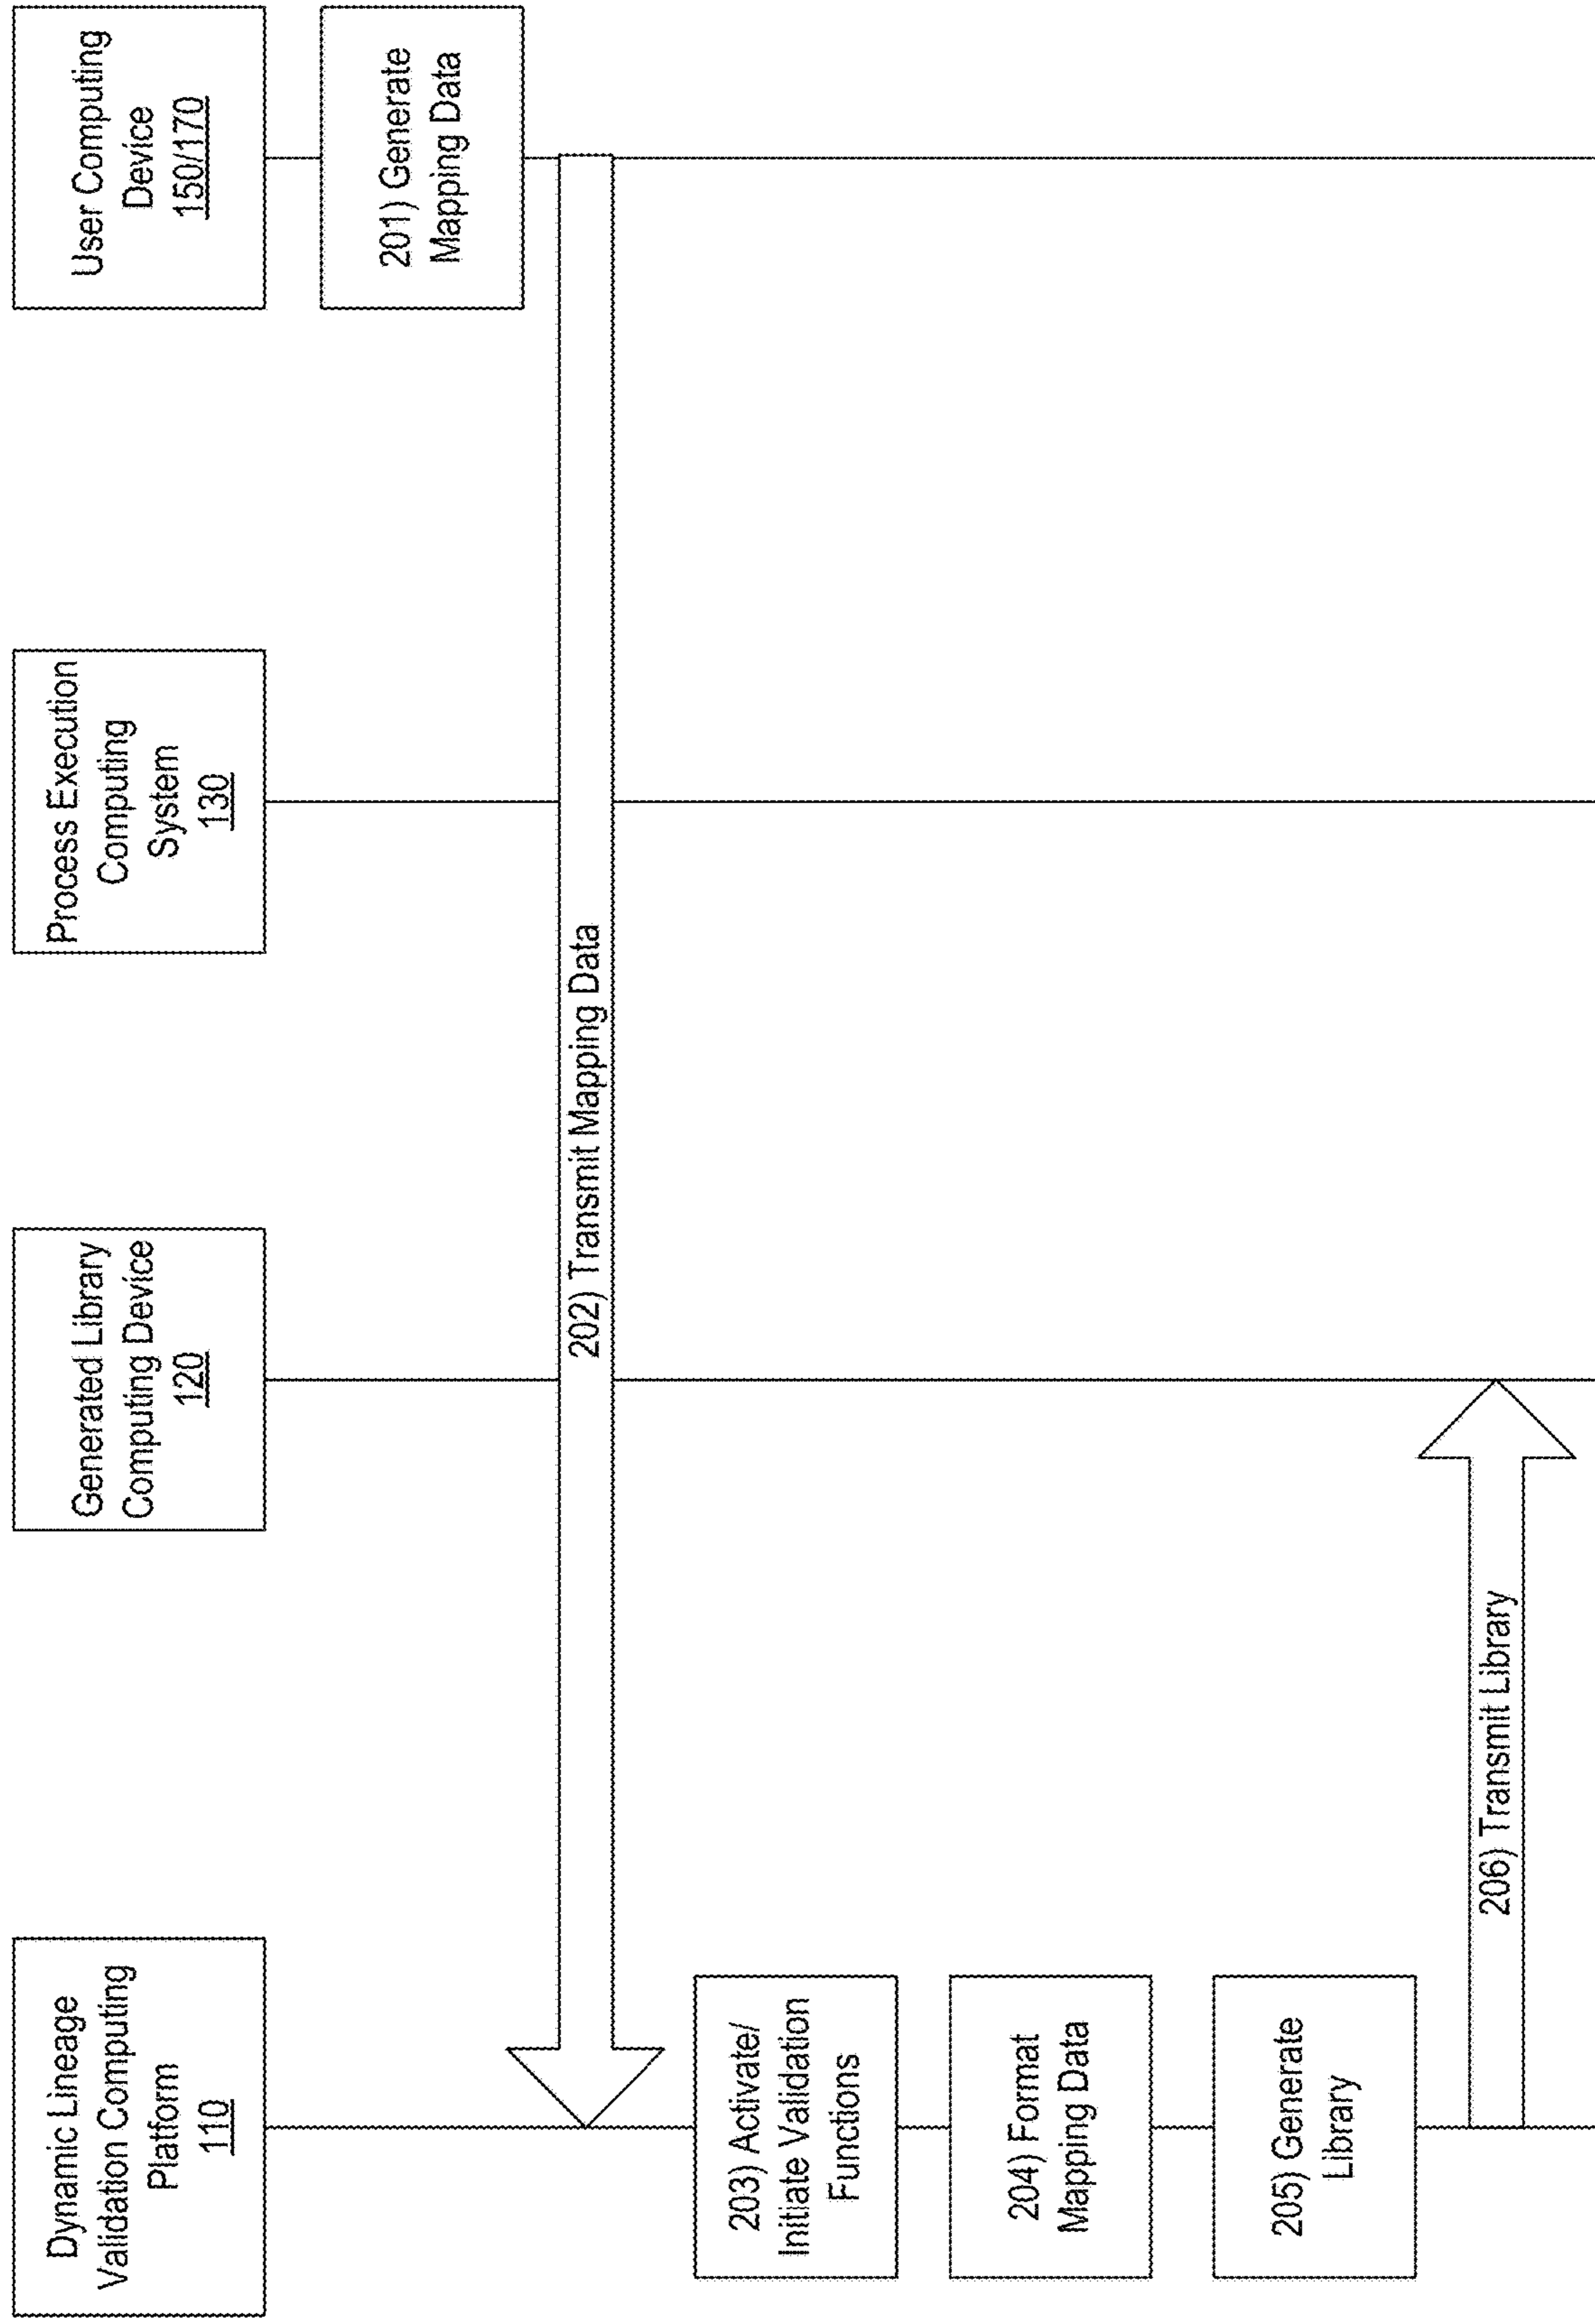 Dynamic Lineage
Validation Computing
Platform
110
Generated Library
Computing Device
120
Process Execution
Computing
System
130
User Computing
Device
150/170
201) Generate
Mapping Data
202) Transmit Mapping Data
203) Activate/
Initiate Validation
Functions
204) Format
Mapping Data
205) Generate
Library
206) Transmit Library